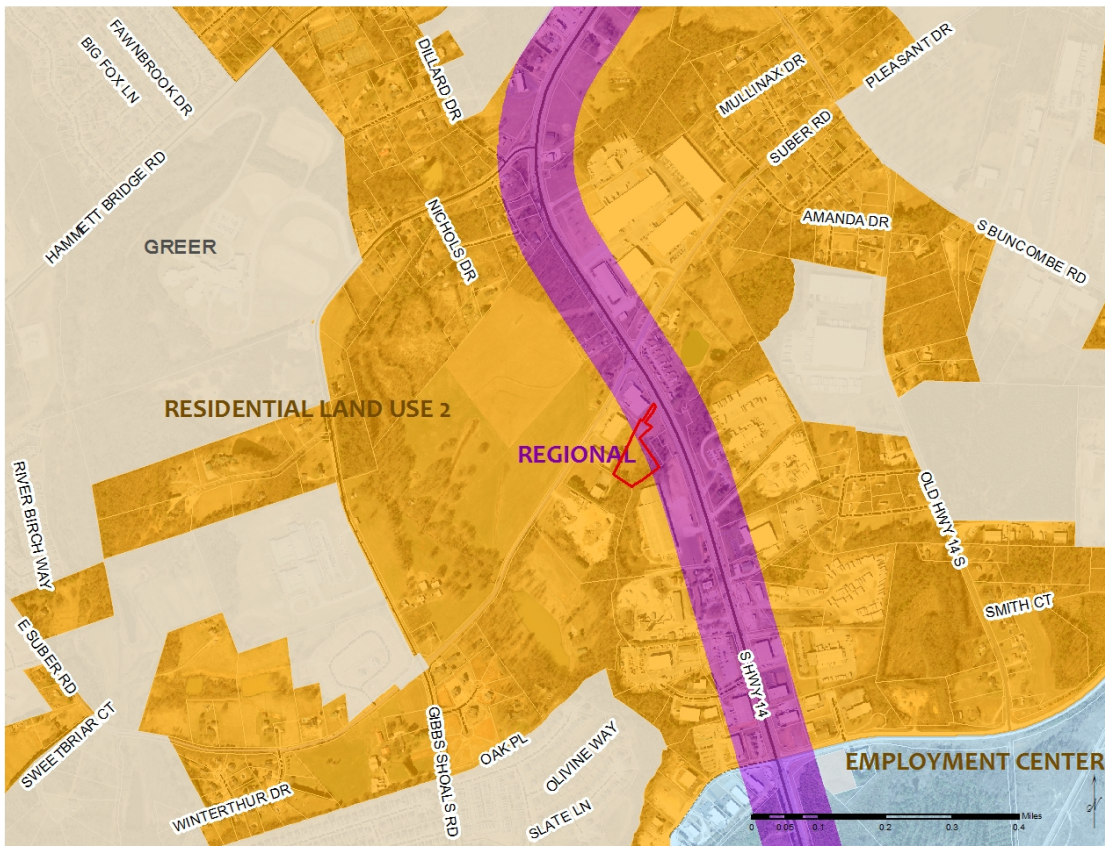 FAWNBROOK DR
BIG FOX LN
DILLARD DR
MULLINAX DR
PLEASANT DR
SUBER RD
HAMMETT BRIDGE RD
NICHOLS DR
AMANDA DR
S BUNCOMBE RD
GREER
RESIDENTIAL LAND USE 2
REGIONAL
RIVER BIRCH WAY
OLD HWY 14 S
SMITH CT
E SUBER RD
S HWY 14
SWEETBRIAR CT
GIBBS SHOALS RD
OAK PL
OLIVINE WAY
EMPLOYMENT CENTER
WINTERTHUR DR
SLATE LN
N
Miles
0 0.05 0.1 0.2 0.3 0.4